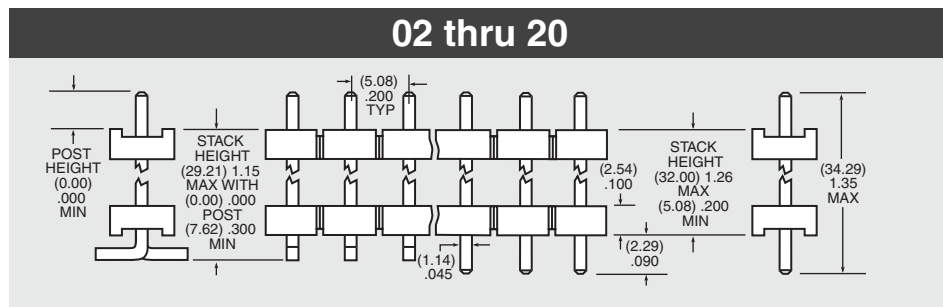 02 thru 20
POST
HEIGHT
(0.00)
.000
MIN
STACK
HEIGHT
(29.21) 1.15
MAX WITH
(0.00) .000
POST
(7.62) .300
MIN
(5.08)
.200
TYP
(1.14)
.045
(2.54)
.100
(2.29)
.090
STACK
HEIGHT
(32.00) 1.26
MAX
(5.08) .200
MIN
(34.29)
1.35
MAX